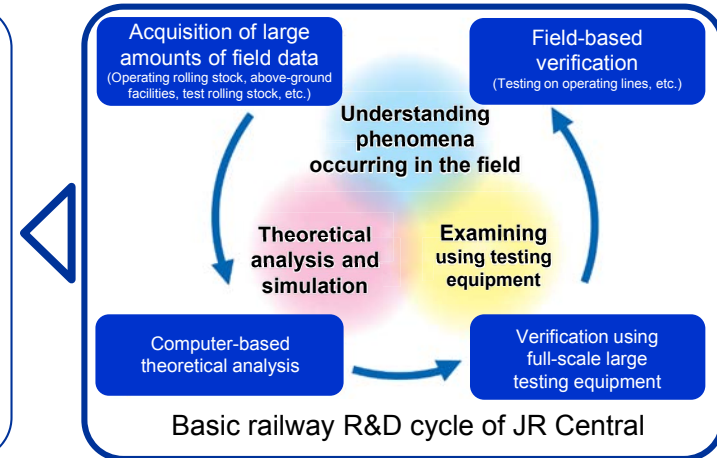 Acquisition of large
amounts of field data
(Operating rolling stock, above-ground
facilities, test rolling stock, etc.)
Field-based
verification
(Testing on operating lines, etc.)
Understanding
phenomena
occurring in the field
Theoretical
analysis and
simulation
Examining
using testing
equipment
Computer-based
theoretical analysis
Verification using
full-scale large
testing equipment
Basic railway R&D cycle of JR Central